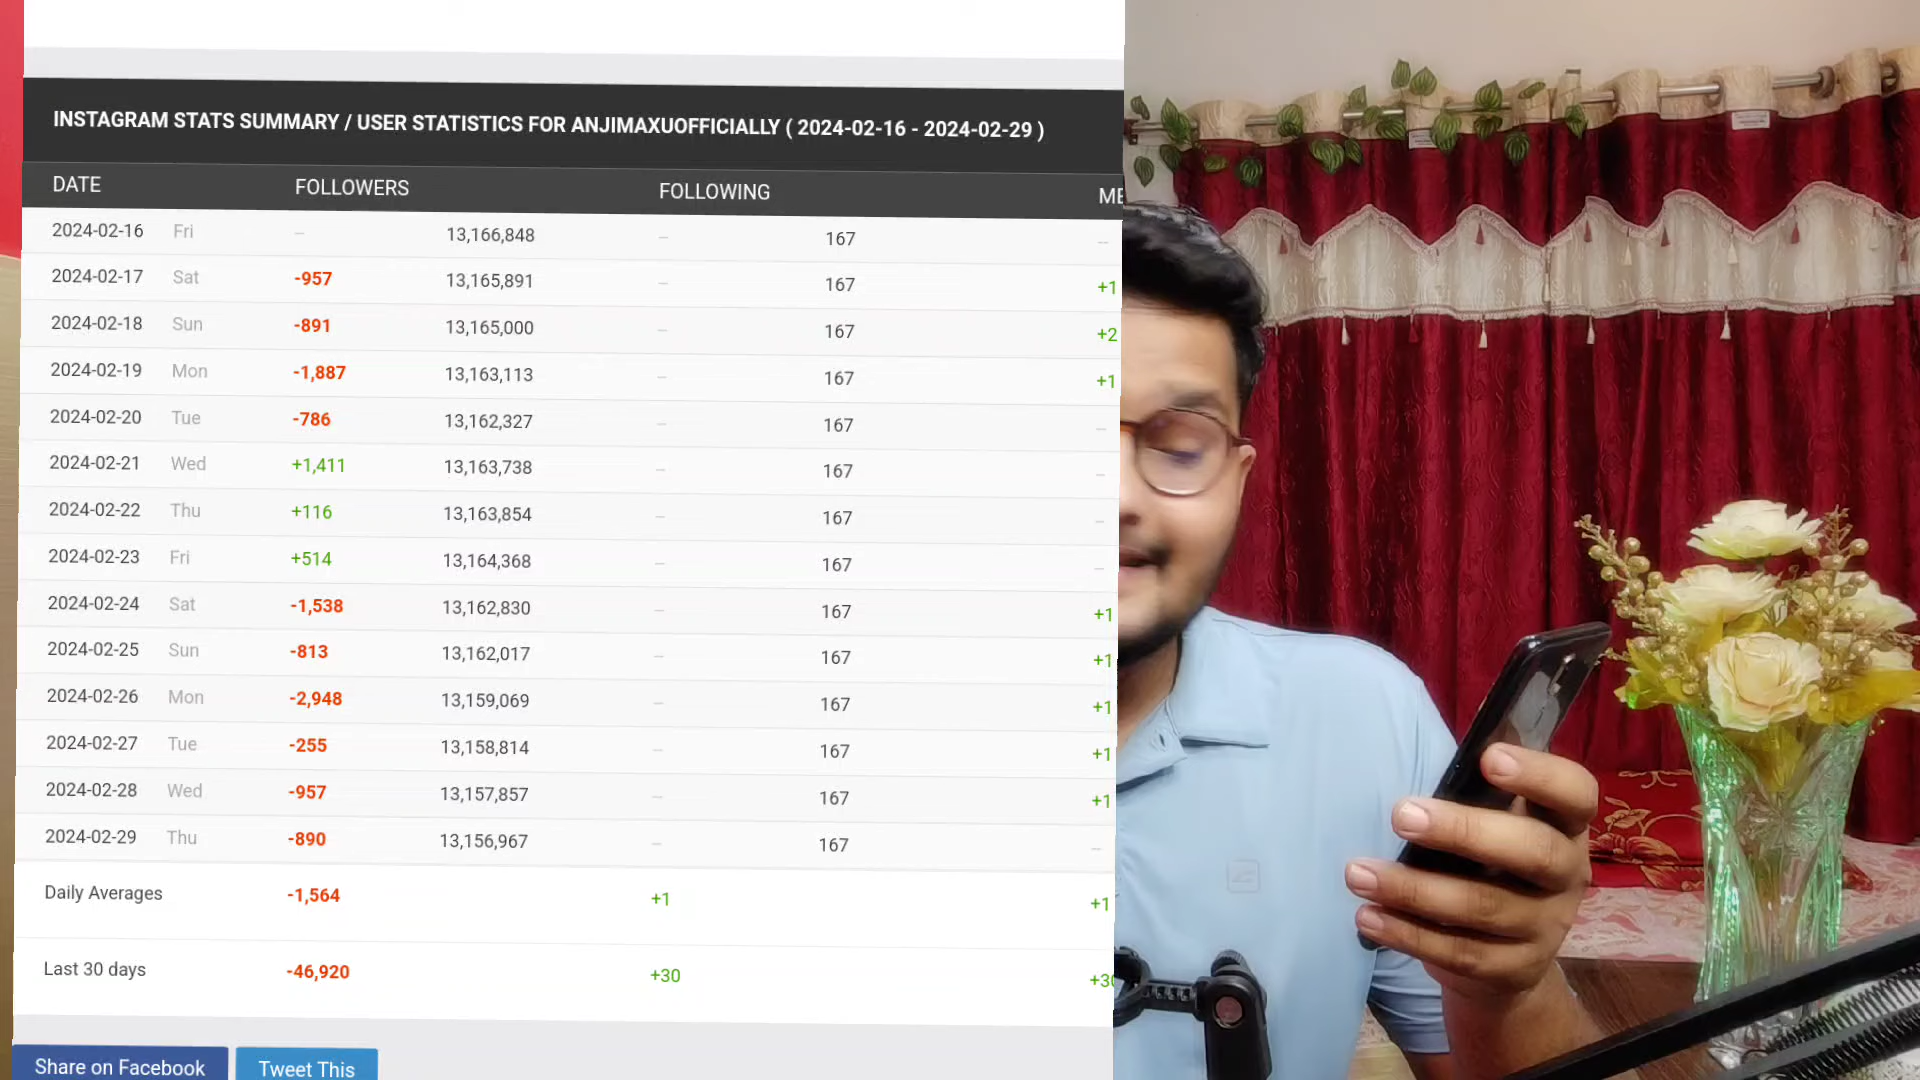 INSTAGRAM STATS SUMMARY / USER STATISTICS FOR ANJIMAXUOFFICIALLY ( 2024-02-16 - 2024-02-29 )
DATE FOLLOWERS FOLLOWING ME
2024-02-16 Fri -- 13,166,848 -- 167 --
2024-02-17 Sat -957 13,165,891 -- 167 +1
2024-02-18 Sun -891 13,165,000 -- 167 +2
2024-02-19 Mon -1,887 13,163,113 -- 167 +1
2024-02-20 Tue -786 13,162,327 -- 167 --
2024-02-21 Wed +1,411 13,163,738 -- 167 --
2024-02-22 Thu +116 13,163,854 -- 167 --
2024-02-23 Fri +514 13,164,368 -- 167 --
2024-02-24 Sat -1,538 13,162,830 -- 167 +1
2024-02-25 Sun -813 13,162,017 -- 167 +1
2024-02-26 Mon -2,948 13,159,069 -- 167 +1
2024-02-27 Tue -255 13,158,814 -- 167 +1
2024-02-28 Wed -957 13,157,857 -- 167 +1
2024-02-29 Thu -890 13,156,967 -- 167 --
Daily Averages -1,564 +1 +1
Last 30 days -46,920 +30 +30
Share on Facebook Tweet This